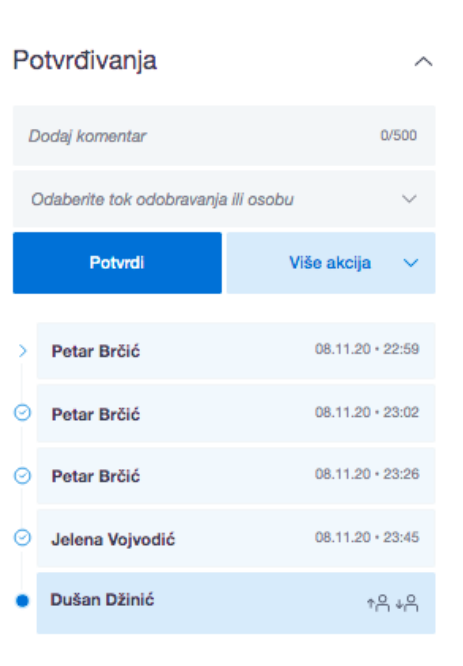 Potvrđivanja
Dodaj komentar 0/500
Odaberite tok odobravanja ili osobu
Potvrdi Više akcija
Petar Brčić 08.11.20 • 22:59
Petar Brčić 08.11.20 • 23:02
Petar Brčić 08.11.20 • 23:26
Jelena Vojvodić 08.11.20 • 23:45
Dušan Džinić